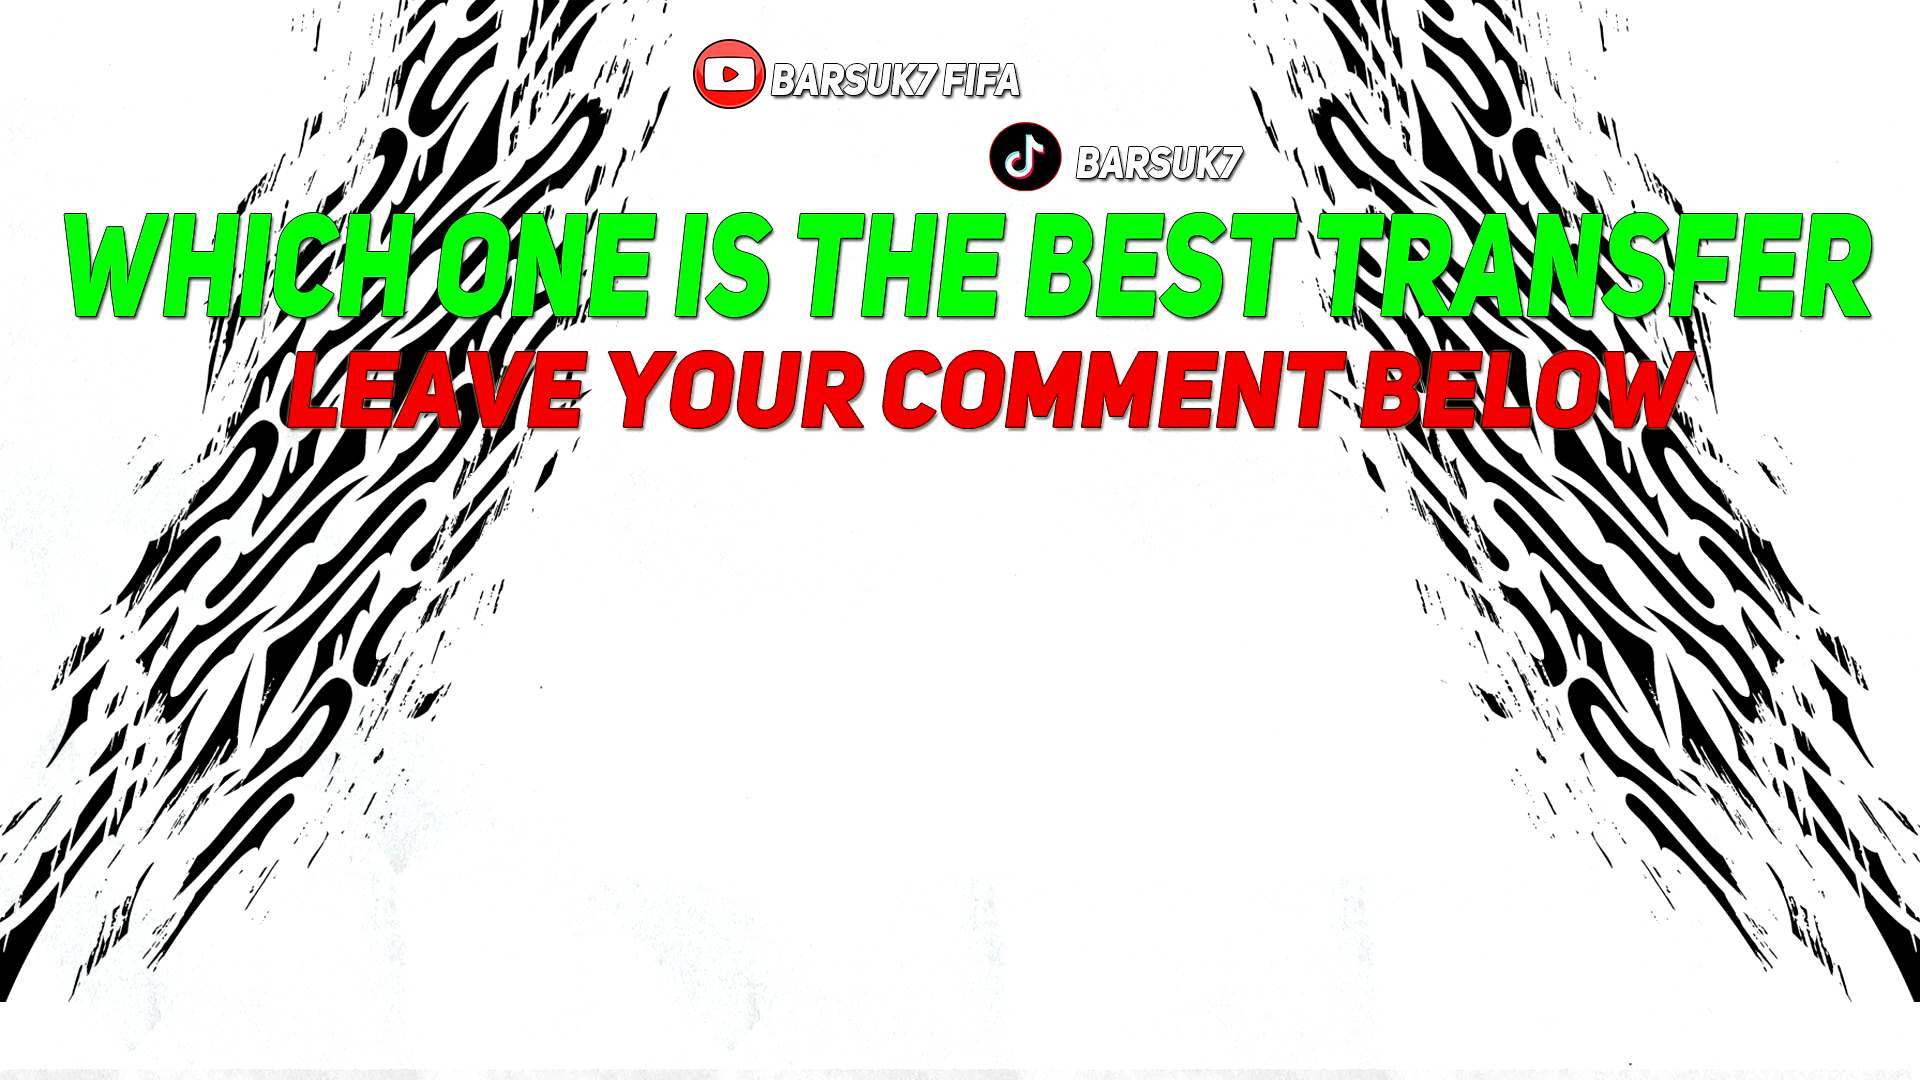 BARSUK7 FIFA
BARSUK7
WHICH ONE IS THE BEST TRANSFER
LEAVE YOUR COMMENT BELOW